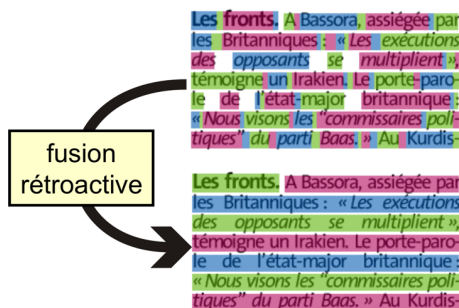 Les fronts. A Bassora, assiégée par
les Britanniques : « Les exécutions
des opposants se multiplient »,
témoigne un Irakien. Le porte-paro-
le de l'état-major britannique :
« Nous visons les “commissaires poli-
tiques” du parti Baas. » Au Kurdis-
fusion
rétroactive
Les fronts. A Bassora, assiégée par
les Britanniques : « Les exécutions
des opposants se multiplient »,
témoigne un Irakien. Le porte-paro-
le de l'état-major britannique :
« Nous visons les “commissaires poli-
tiques” du parti Baas. » Au Kurdis-